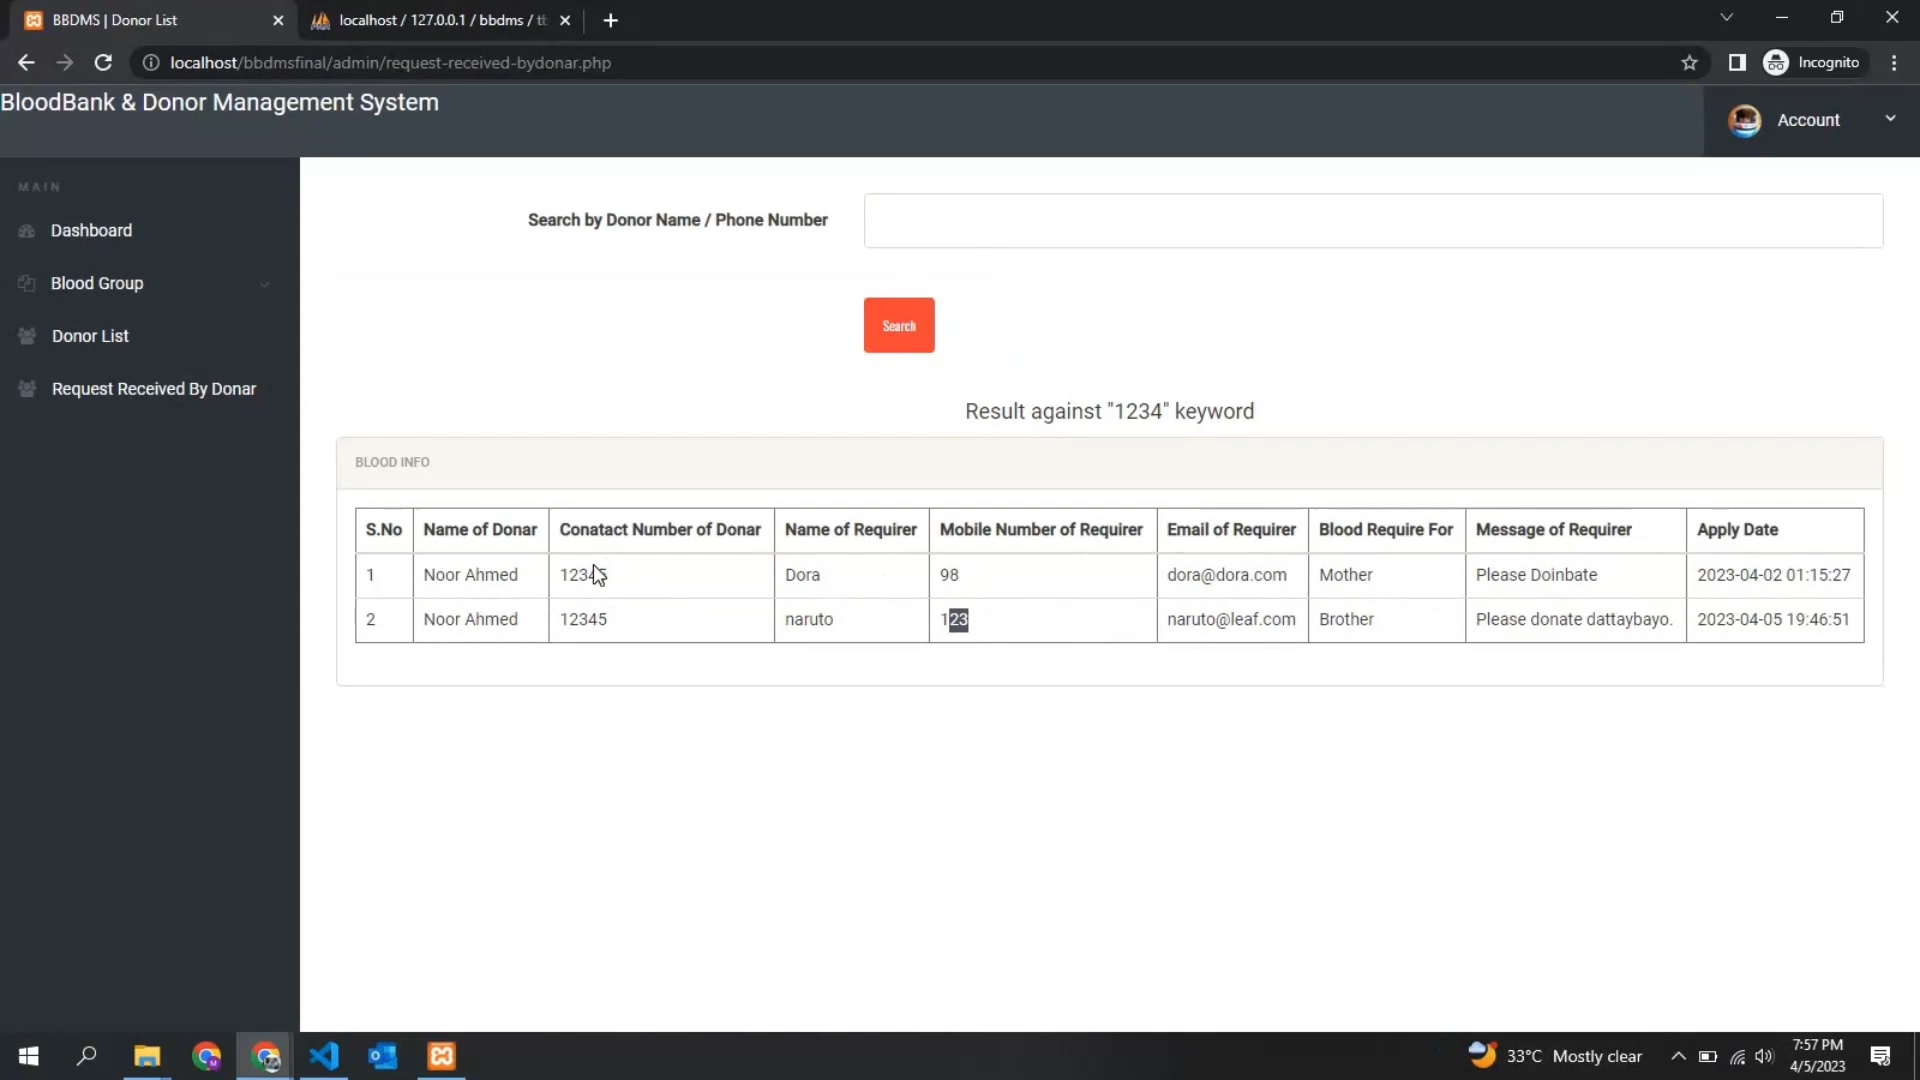 BBDMS | Donor List
localhost / 127.0.0.1 / bbdms /
localhost/bbdmsfinal/admin/request-received-bydonar.php
Incognito
BloodBank & Donor Management System
Account
MAIN
Dashboard
Blood Group
Donor List
Request Received By Donar
Search by Donor Name / Phone Number
Search
Result against "1234" keyword
BLOOD INFO
S.No Name of Donar Conatact Number of Donar Name of Requirer Mobile Number of Requirer Email of Requirer Blood Require For Message of Requirer Apply Date
1 Noor Ahmed 12345 Dora 98 dora@dora.com Mother Please Doinbate 2023-04-02 01:15:27
2 Noor Ahmed 12345 naruto 123 naruto@leaf.com Brother Please donate dattaybayo. 2023-04-05 19:46:51
33°C Mostly clear
7:57 PM
4/5/2023